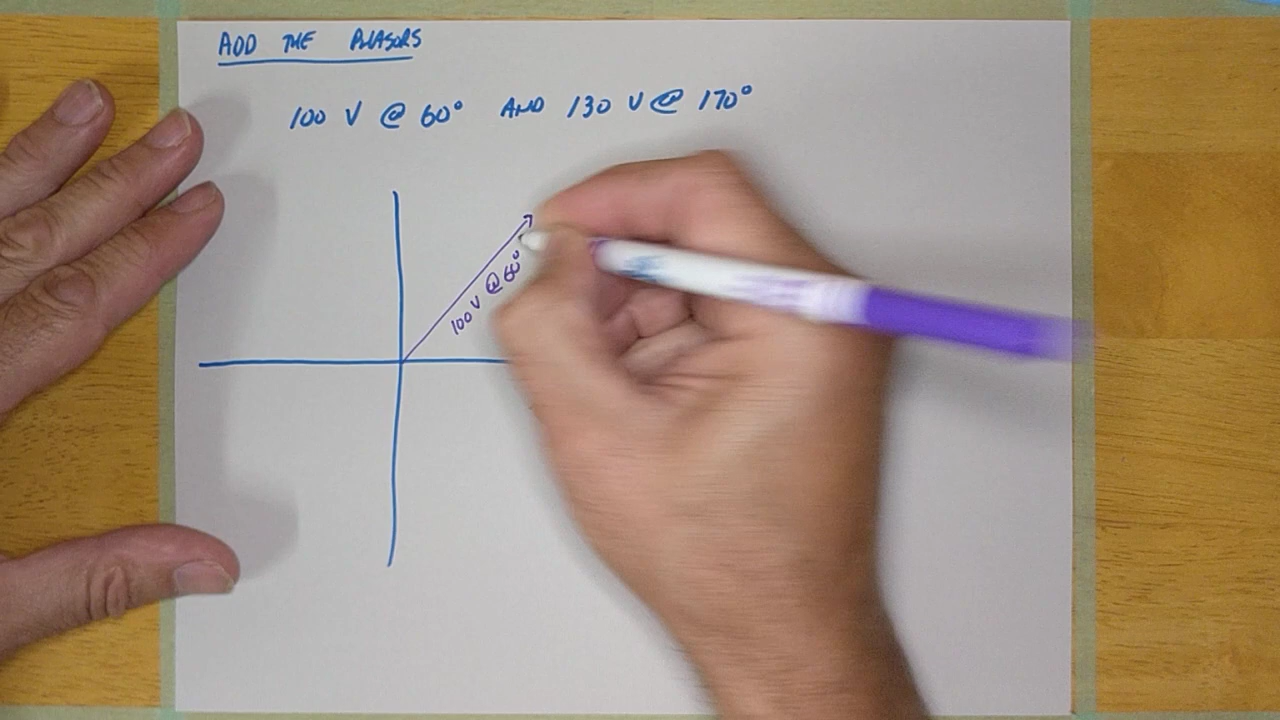 ADD THE PHASORS
100 V @ 60° AND 130 V @ 170°
100 V @ 60°